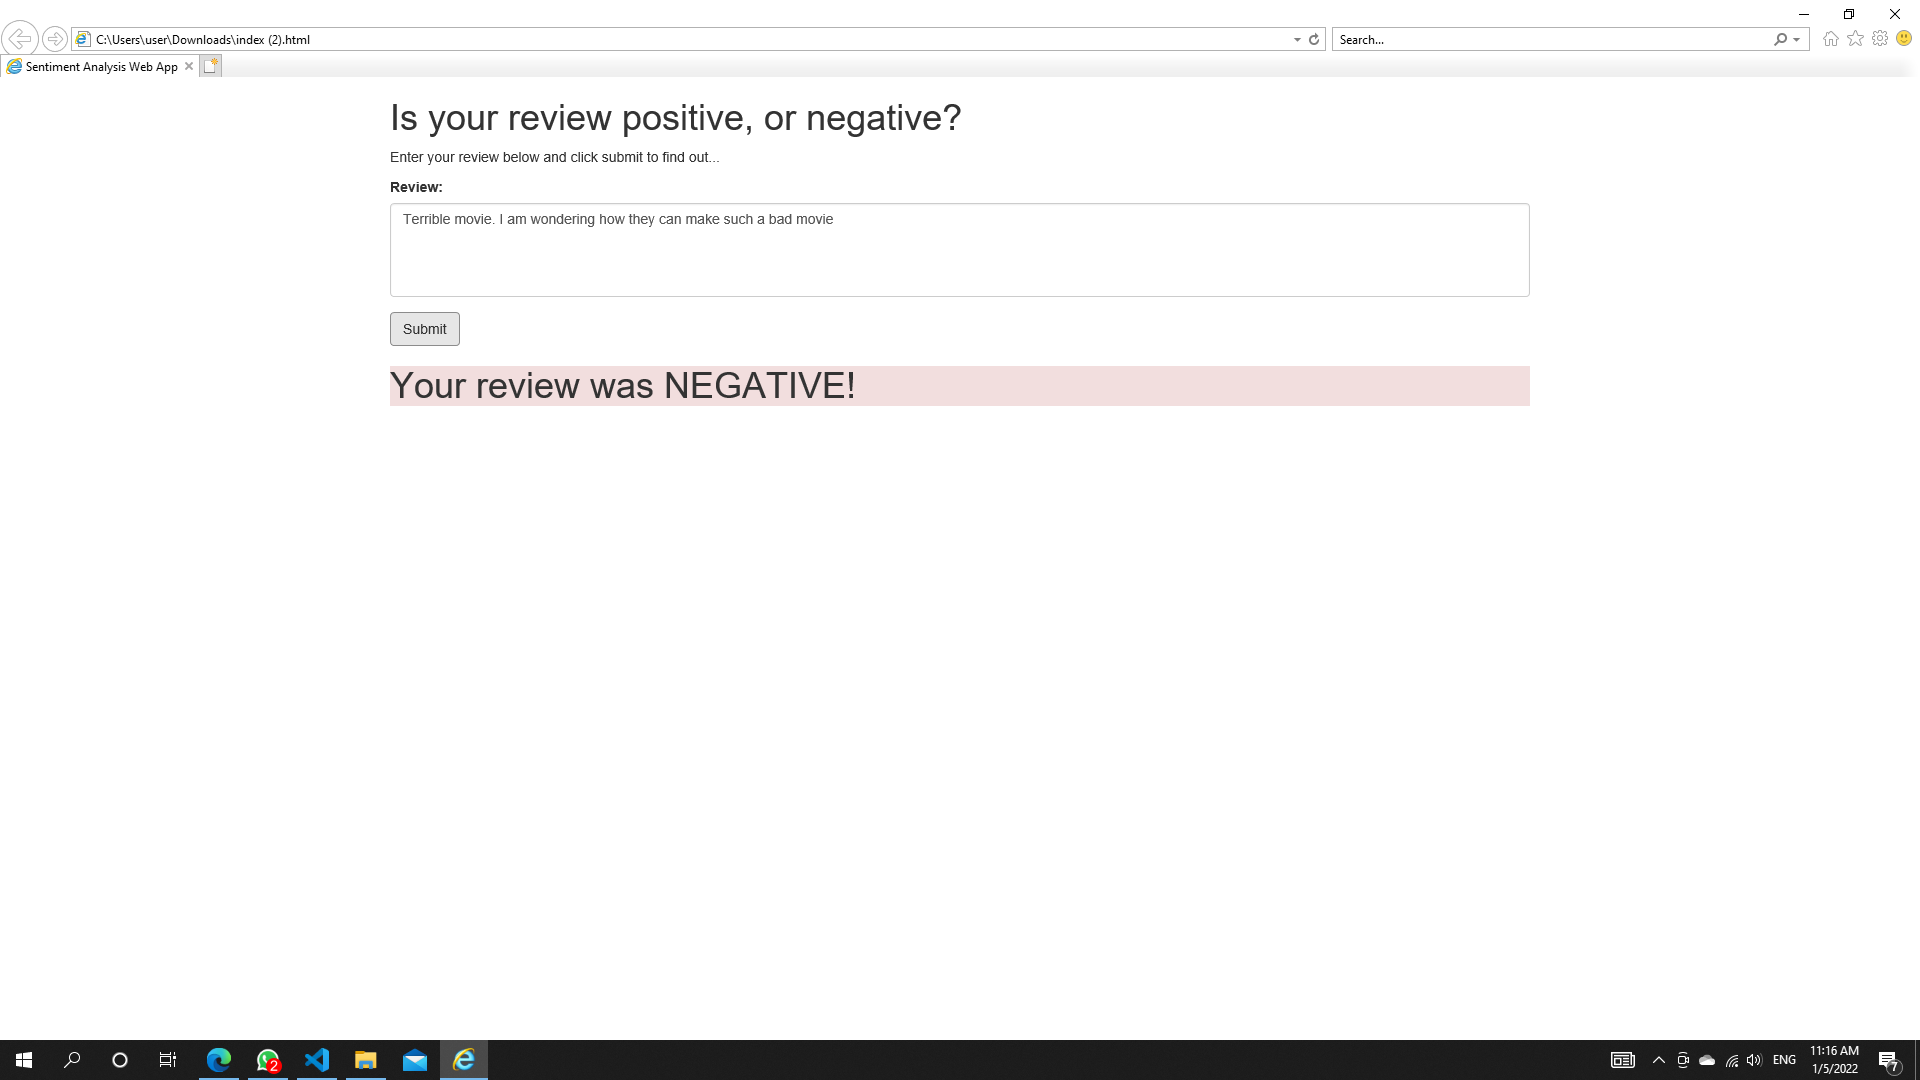 C:\Users\user\Downloads\index (2).html
Search...
Sentiment Analysis Web App
Is your review positive, or negative?
Enter your review below and click submit to find out...
Review:
Terrible movie. I am wondering how they can make such a bad movie
Submit
Your review was NEGATIVE!
2
ENG
11:16 AM
1/5/2022
7